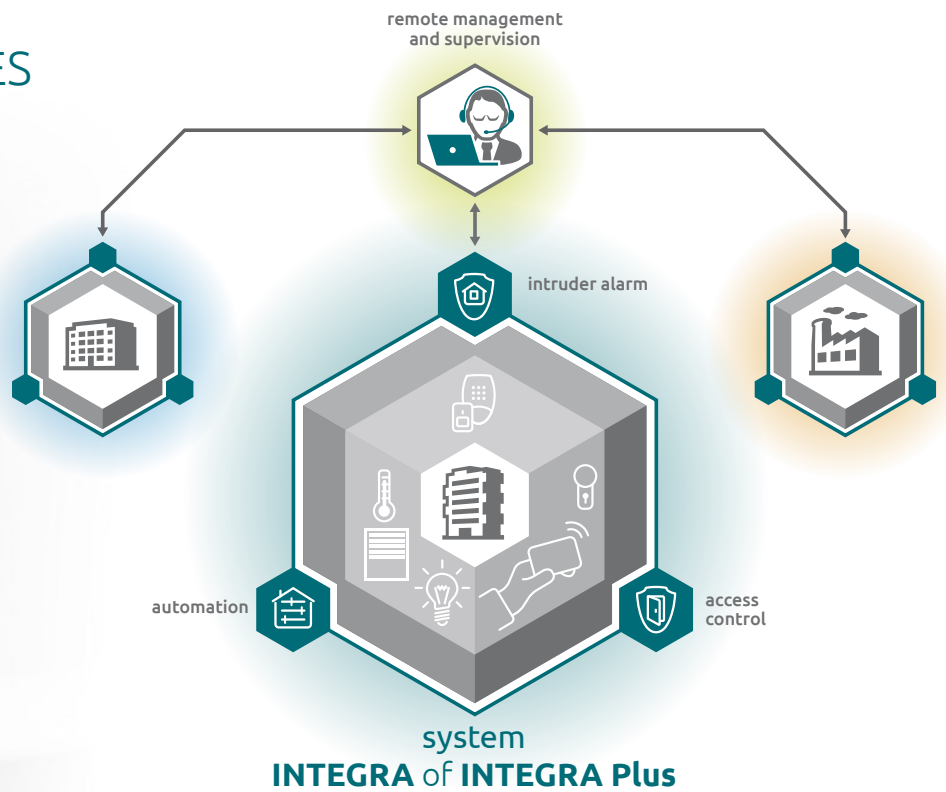 remote management
and supervision
ES
intruder alarm
automation
access
control
system
INTEGRA of INTEGRA Plus